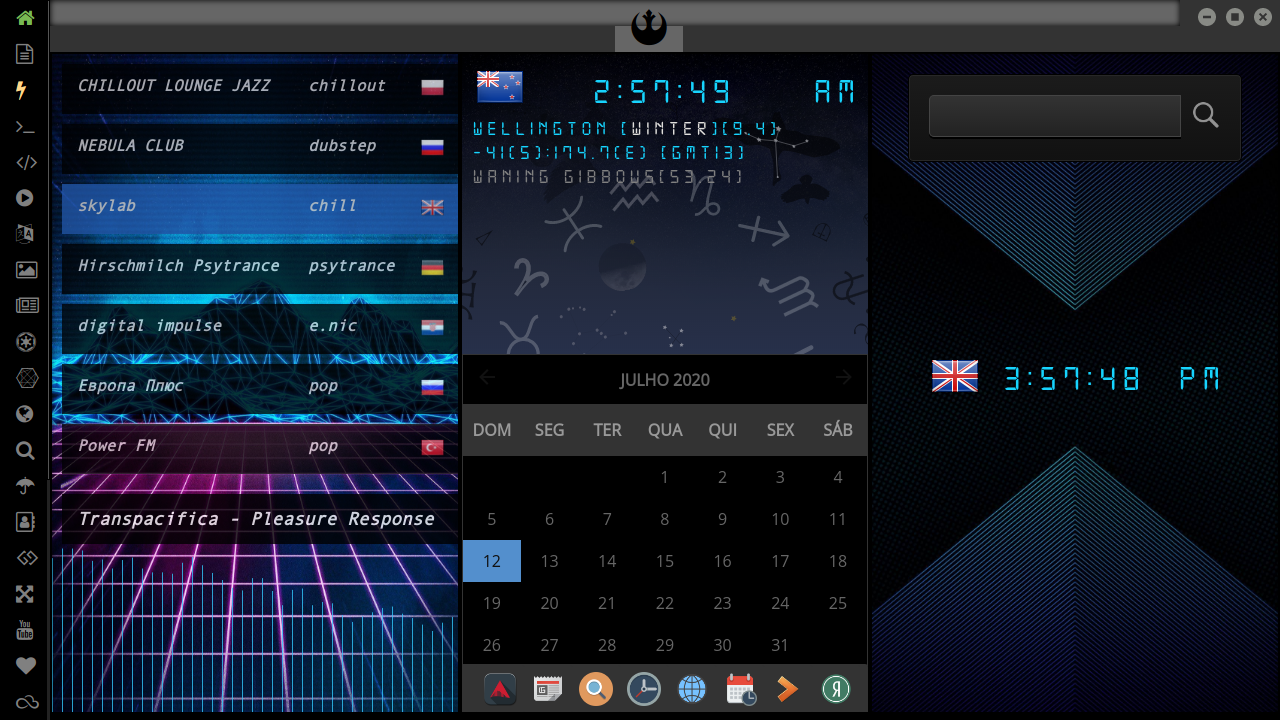 CHILLOUT LOUNGE JAZZ chillout
NEBULA CLUB dubstep
skylab chill
Hirschmilch Psytrance psytrance
digital impulse e.nic
Европа Плюс pop
Power FM pop
Transpacifica - Pleasure Response
2:57:49 AM
WELLINGTON [WINTER][9.4]
-41(S):174.7(E) [GMT13]
WANING GIBBOUS[53.24]
JULHO 2020
DOM SEG TER QUA QUI SEX SÁB
1 2 3 4
5 6 7 8 9 10 11
12 13 14 15 16 17 18
19 20 21 22 23 24 25
26 27 28 29 30 31
3:57:48 PM
You
Tube
Я